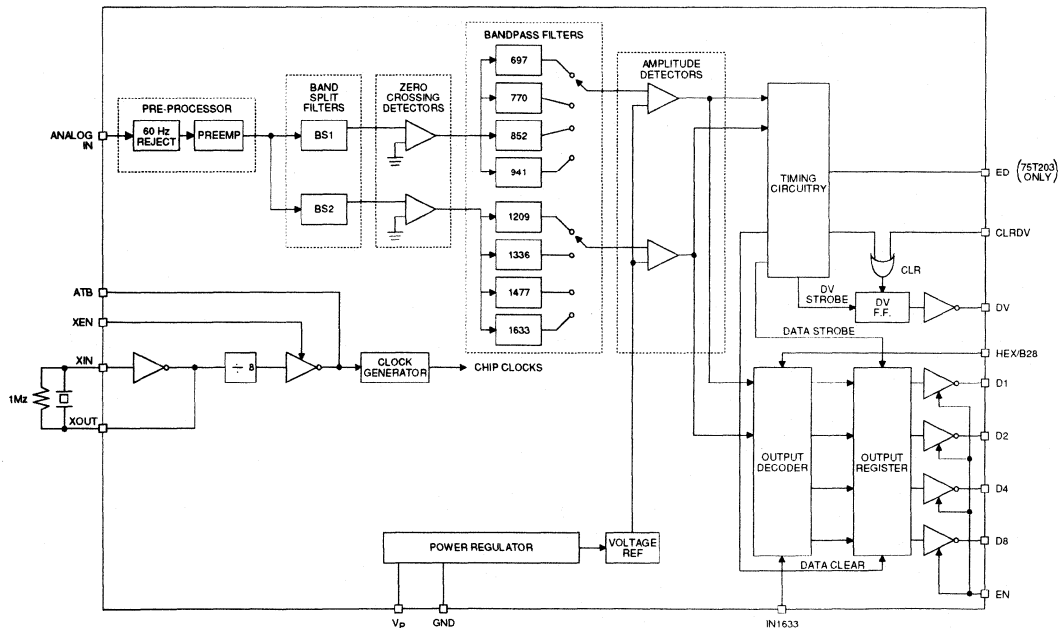 BANDPASS FILTERS
697
770
852
941
1209
1336
1477
1633
AMPLITUDE
DETECTORS
BAND
SPLIT
FILTERS
BS1
BS2
ZERO
CROSSING
DETECTORS
PRE-PROCESSOR
60 Hz
REJECT
PREEMP
ANALOG
IN
TIMING
CIRCUITRY
ED (75T203 ONLY)
CLRDV
CLR
DV
STROBE
DV
F.F.
DV
DATA STROBE
HEX/B28
ATB
XEN
XIN
XOUT
1MΩ
÷ 8
CLOCK
GENERATOR
CHIP CLOCKS
D1
D2
D4
D8
OUTPUT
DECODER
OUTPUT
REGISTER
DATA CLEAR
EN
POWER REGULATOR
VOLTAGE
REF
VP
GND
IN1633